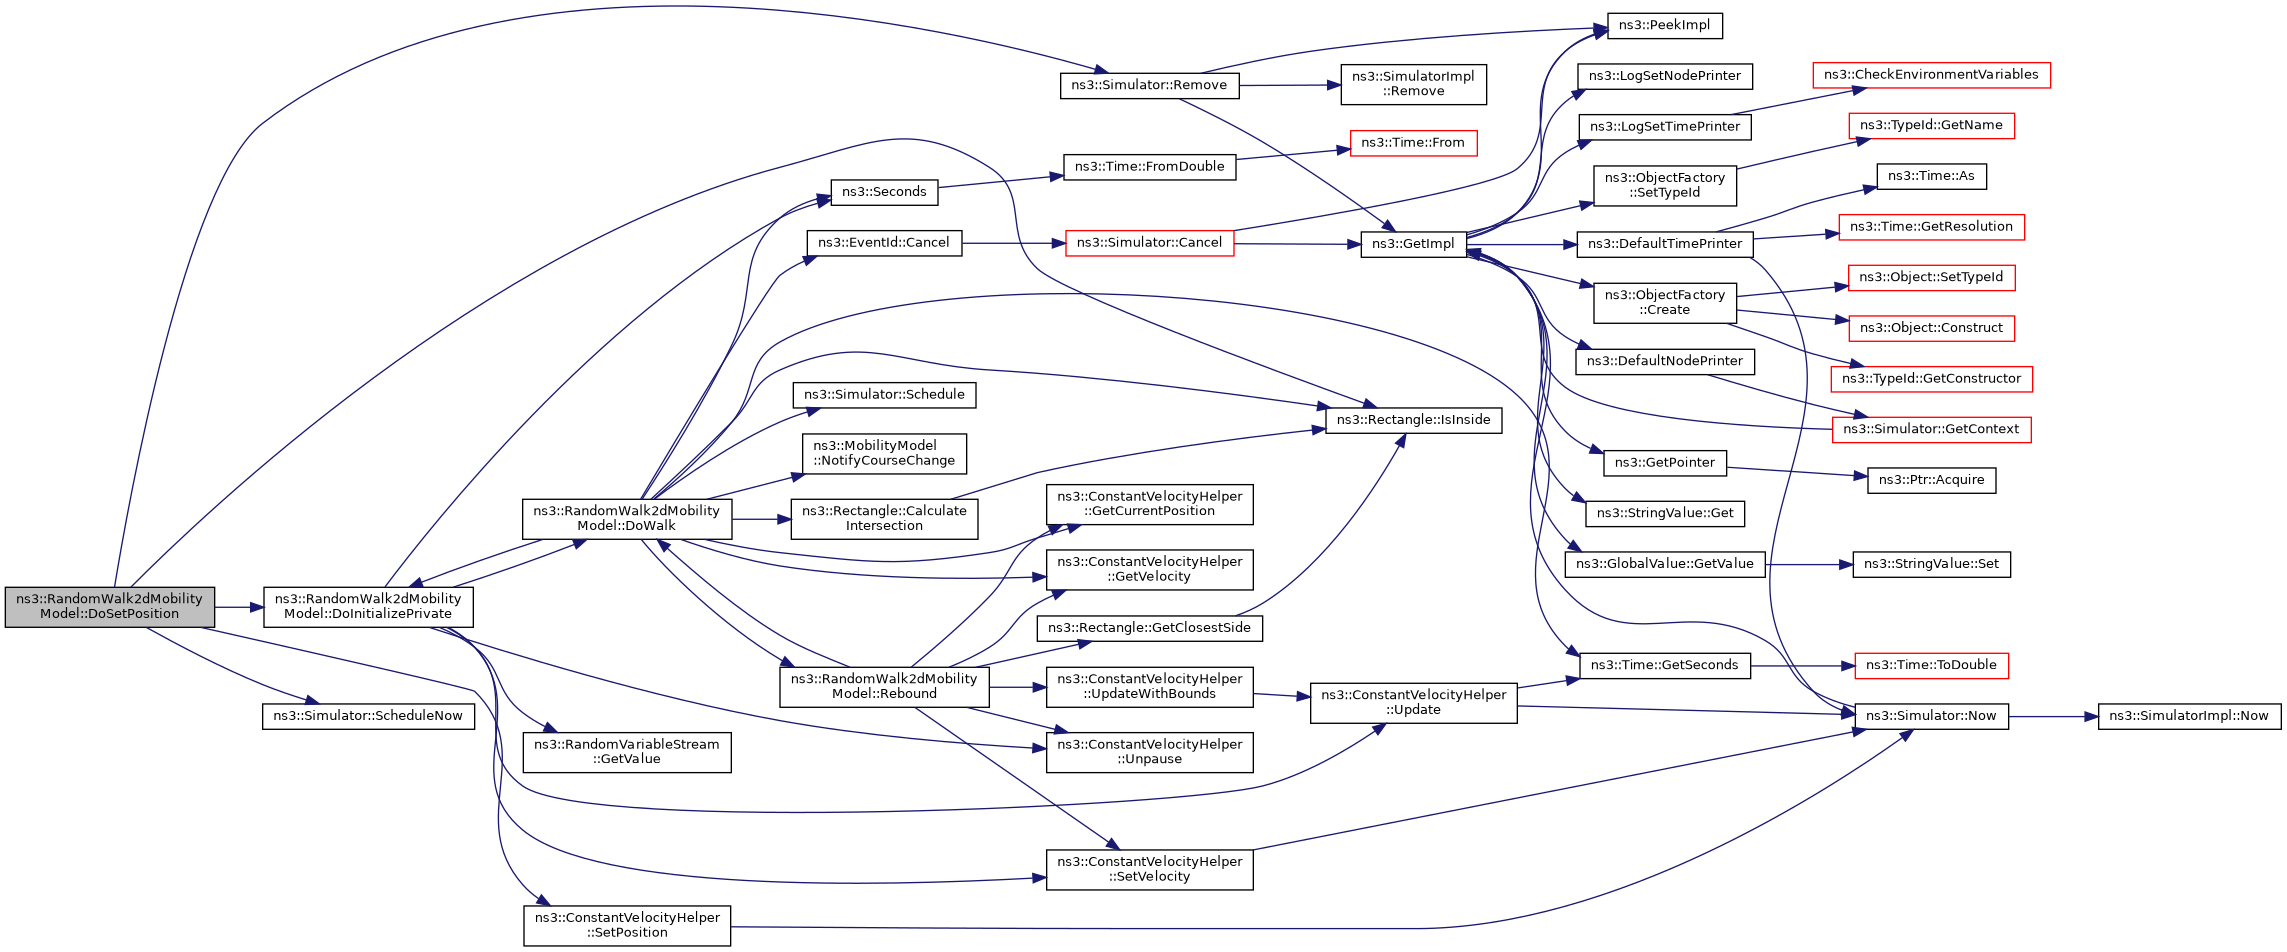 ns3::RandomWalk2dMobility
Model::DoSetPosition
ns3::RandomWalk2dMobility
Model::DoInitializePrivate
ns3::Simulator::ScheduleNow
ns3::RandomWalk2dMobility
Model::DoWalk
ns3::RandomVariableStream
::GetValue
ns3::ConstantVelocityHelper
::SetPosition
ns3::Seconds
ns3::EventId::Cancel
ns3::Simulator::Schedule
ns3::MobilityModel
::NotifyCourseChange
ns3::Rectangle::Calculate
Intersection
ns3::RandomWalk2dMobility
Model::Rebound
ns3::Simulator::Remove
ns3::Time::FromDouble
ns3::Simulator::Cancel
ns3::ConstantVelocityHelper
::GetCurrentPosition
ns3::ConstantVelocityHelper
::GetVelocity
ns3::Rectangle::GetClosestSide
ns3::ConstantVelocityHelper
::UpdateWithBounds
ns3::ConstantVelocityHelper
::Unpause
ns3::ConstantVelocityHelper
::SetVelocity
ns3::SimulatorImpl
::Remove
ns3::Time::From
ns3::GetImpl
ns3::Rectangle::IsInside
ns3::ConstantVelocityHelper
::Update
ns3::PeekImpl
ns3::LogSetNodePrinter
ns3::LogSetTimePrinter
ns3::ObjectFactory
::SetTypeId
ns3::DefaultTimePrinter
ns3::ObjectFactory
::Create
ns3::DefaultNodePrinter
ns3::GetPointer
ns3::StringValue::Get
ns3::GlobalValue::GetValue
ns3::Time::GetSeconds
ns3::CheckEnvironmentVariables
ns3::TypeId::GetName
ns3::Time::As
ns3::Time::GetResolution
ns3::Object::SetTypeId
ns3::Object::Construct
ns3::TypeId::GetConstructor
ns3::Simulator::GetContext
ns3::Ptr::Acquire
ns3::StringValue::Set
ns3::Time::ToDouble
ns3::Simulator::Now
ns3::SimulatorImpl::Now